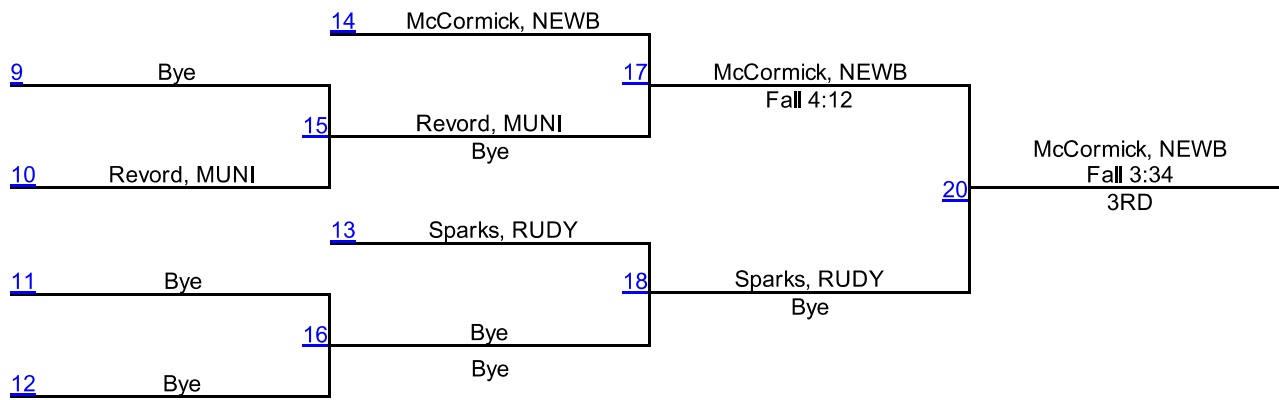 14 McCormick, NEWB
9 Bye
17 McCormick, NEWB
Fall 4:12
15 Revord, MUNI
Bye
10 Revord, MUNI
McCormick, NEWB
20 Fall 3:34
3RD
13 Sparks, RUDY
11 Bye
18 Sparks, RUDY
Bye
16 Bye
Bye
12 Bye